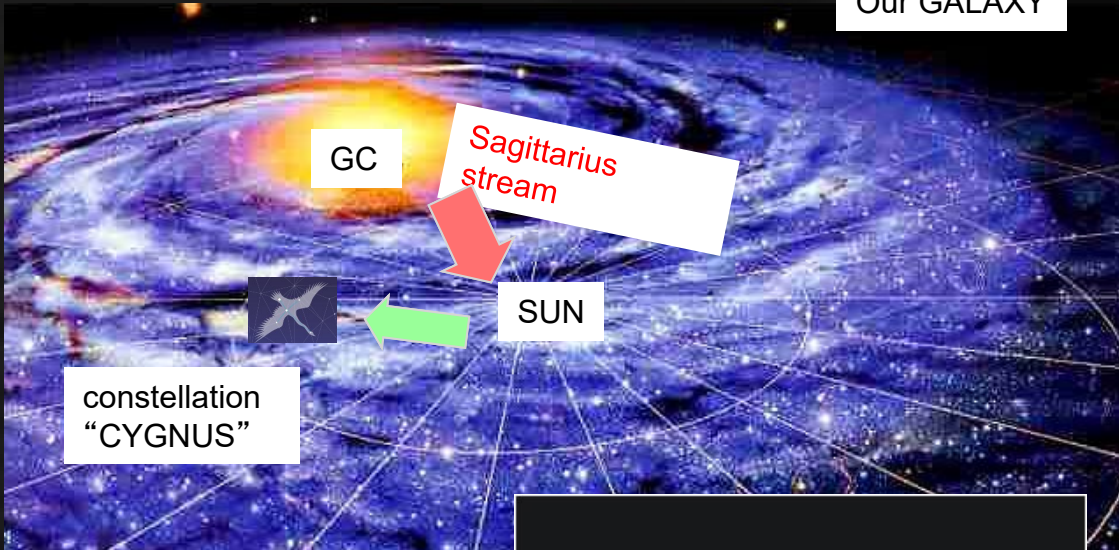 Our GALAXY
GC
Sagittarius
stream
SUN
constellation
“CYGNUS”